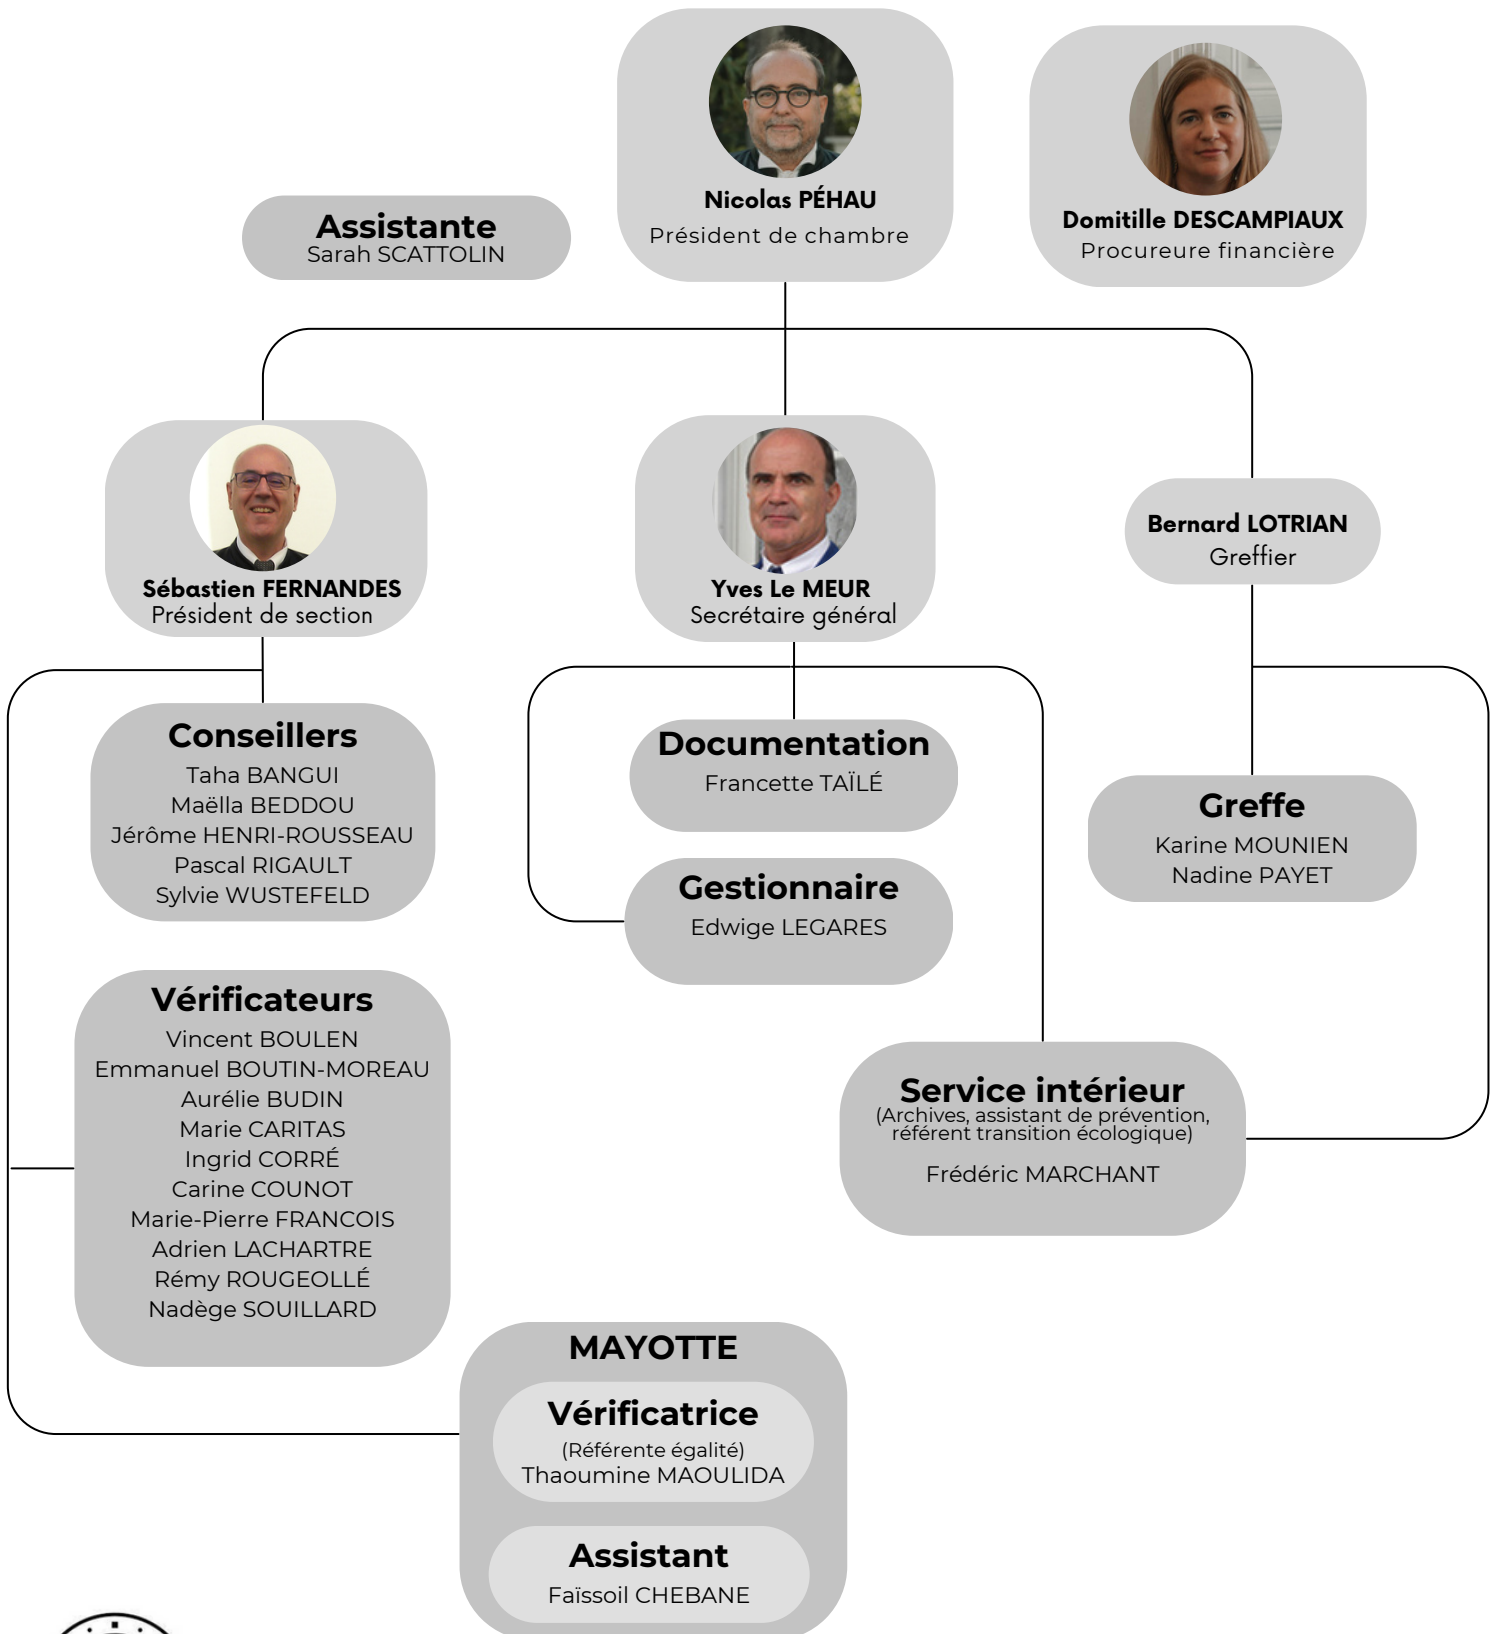 Nicolas PÉHAU
Président de chambre
Domitille DESCAMPIAUX
Procureure financière
Assistante
Sarah SCATTOLIN
Sébastien FERNANDES
Président de section
Yves Le MEUR
Secrétaire général
Bernard LOTRIAN
Greffier
Conseillers
Taha BANGUI
Maëlla BEDDOU
Jérôme HENRI-ROUSSEAU
Pascal RIGAULT
Sylvie WUSTEFELD
Documentation
Francette TAÏLÉ
Gestionnaire
Edwige LEGARES
Greffe
Karine MOUNIEN
Nadine PAYET
Vérificateurs
Vincent BOULEN
Emmanuel BOUTIN-MOREAU
Aurélie BUDIN
Marie CARITAS
Ingrid CORRÉ
Carine COUNOT
Marie-Pierre FRANCOIS
Adrien LACHARTRE
Rémy ROUGEOLLÉ
Nadège SOUILLARD
Service intérieur
(Archives, assistant de prévention,
référent transition écologique)
Frédéric MARCHANT
MAYOTTE
Vérificatrice
(Référente égalité)
Thaoumine MAOULIDA
Assistant
Faïssoil CHEBANE